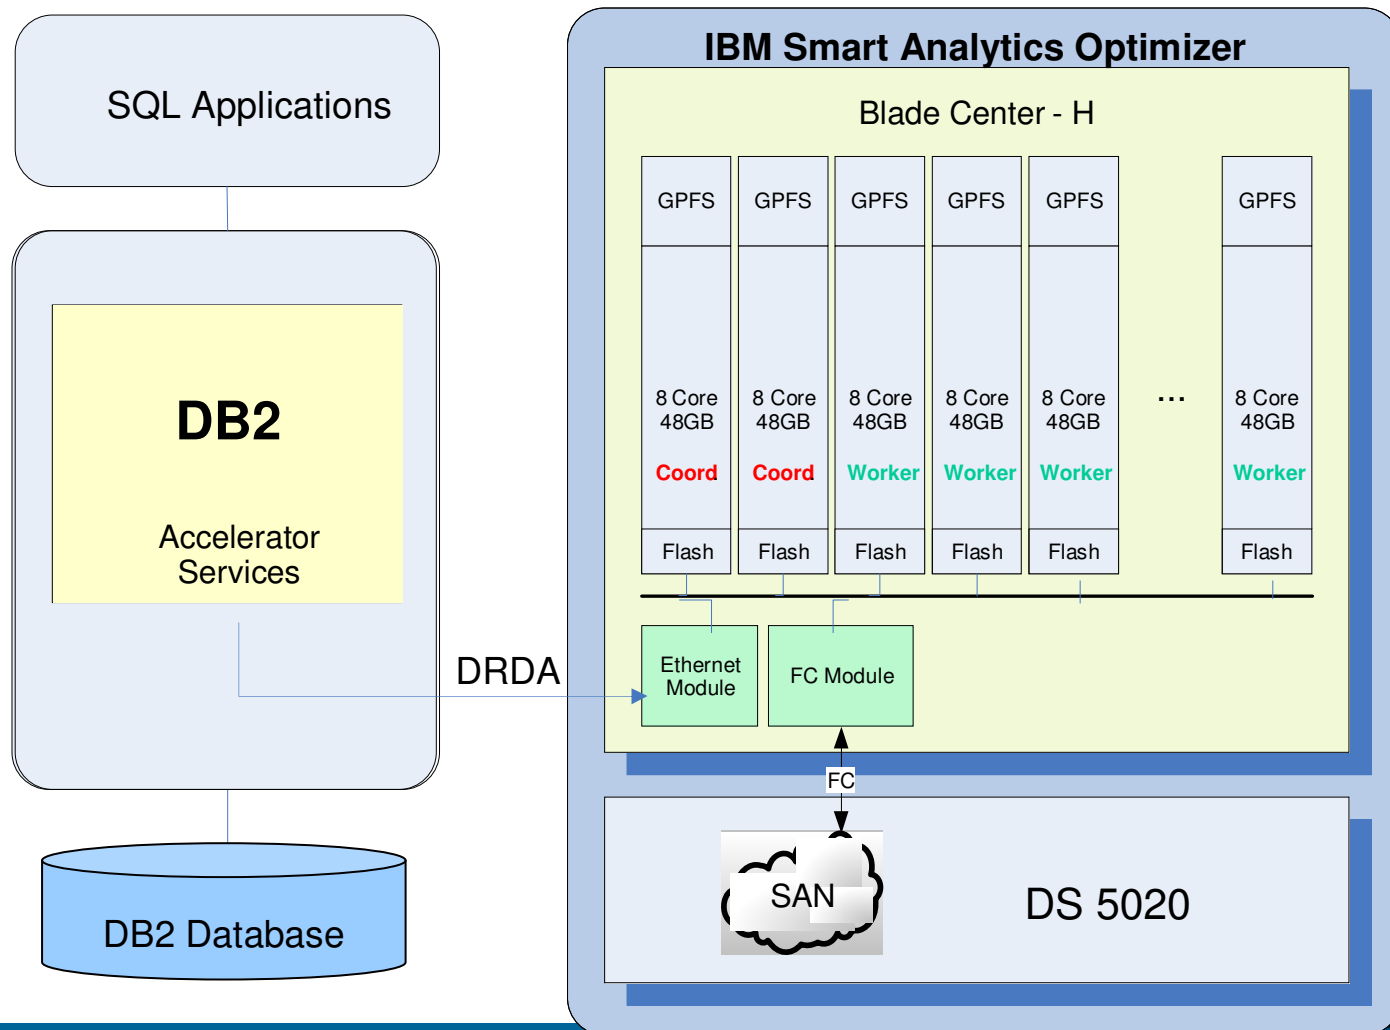 SQL Applications
DB2
Accelerator
Services
DB2 Database
DRDA
IBM Smart Analytics Optimizer
Blade Center - H
GPFS GPFS GPFS GPFS GPFS GPFS
8 Core 8 Core 8 Core 8 Core 8 Core ... 8 Core
48GB 48GB 48GB 48GB 48GB 48GB
Coord. Coord. Worker Worker Worker Worker
Flash Flash Flash Flash Flash Flash
Ethernet
Module
FC Module
FC
SAN
DS 5020